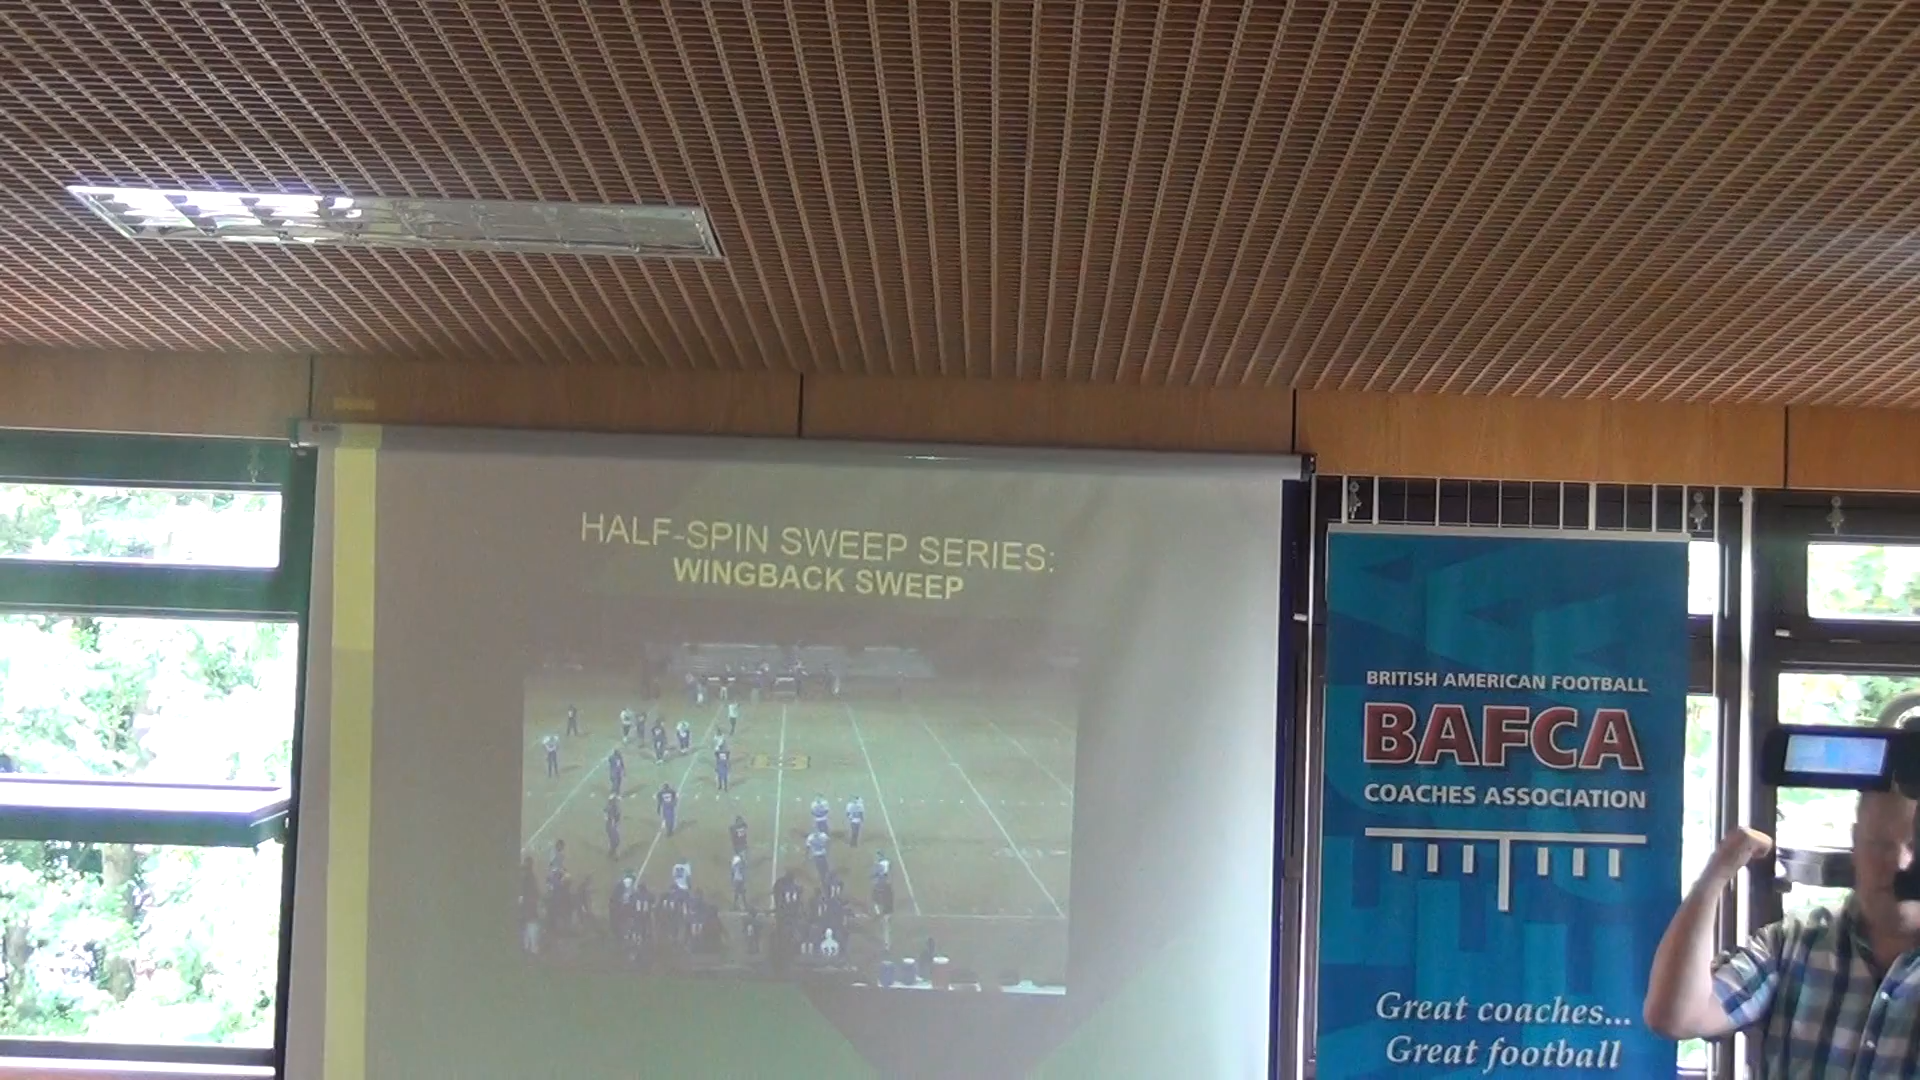 HALF-SPIN SWEEP SERIES:
WINGBACK SWEEP
BRITISH AMERICAN FOOTBALL
BAFCA
COACHES ASSOCIATION
Great coaches...
Great football